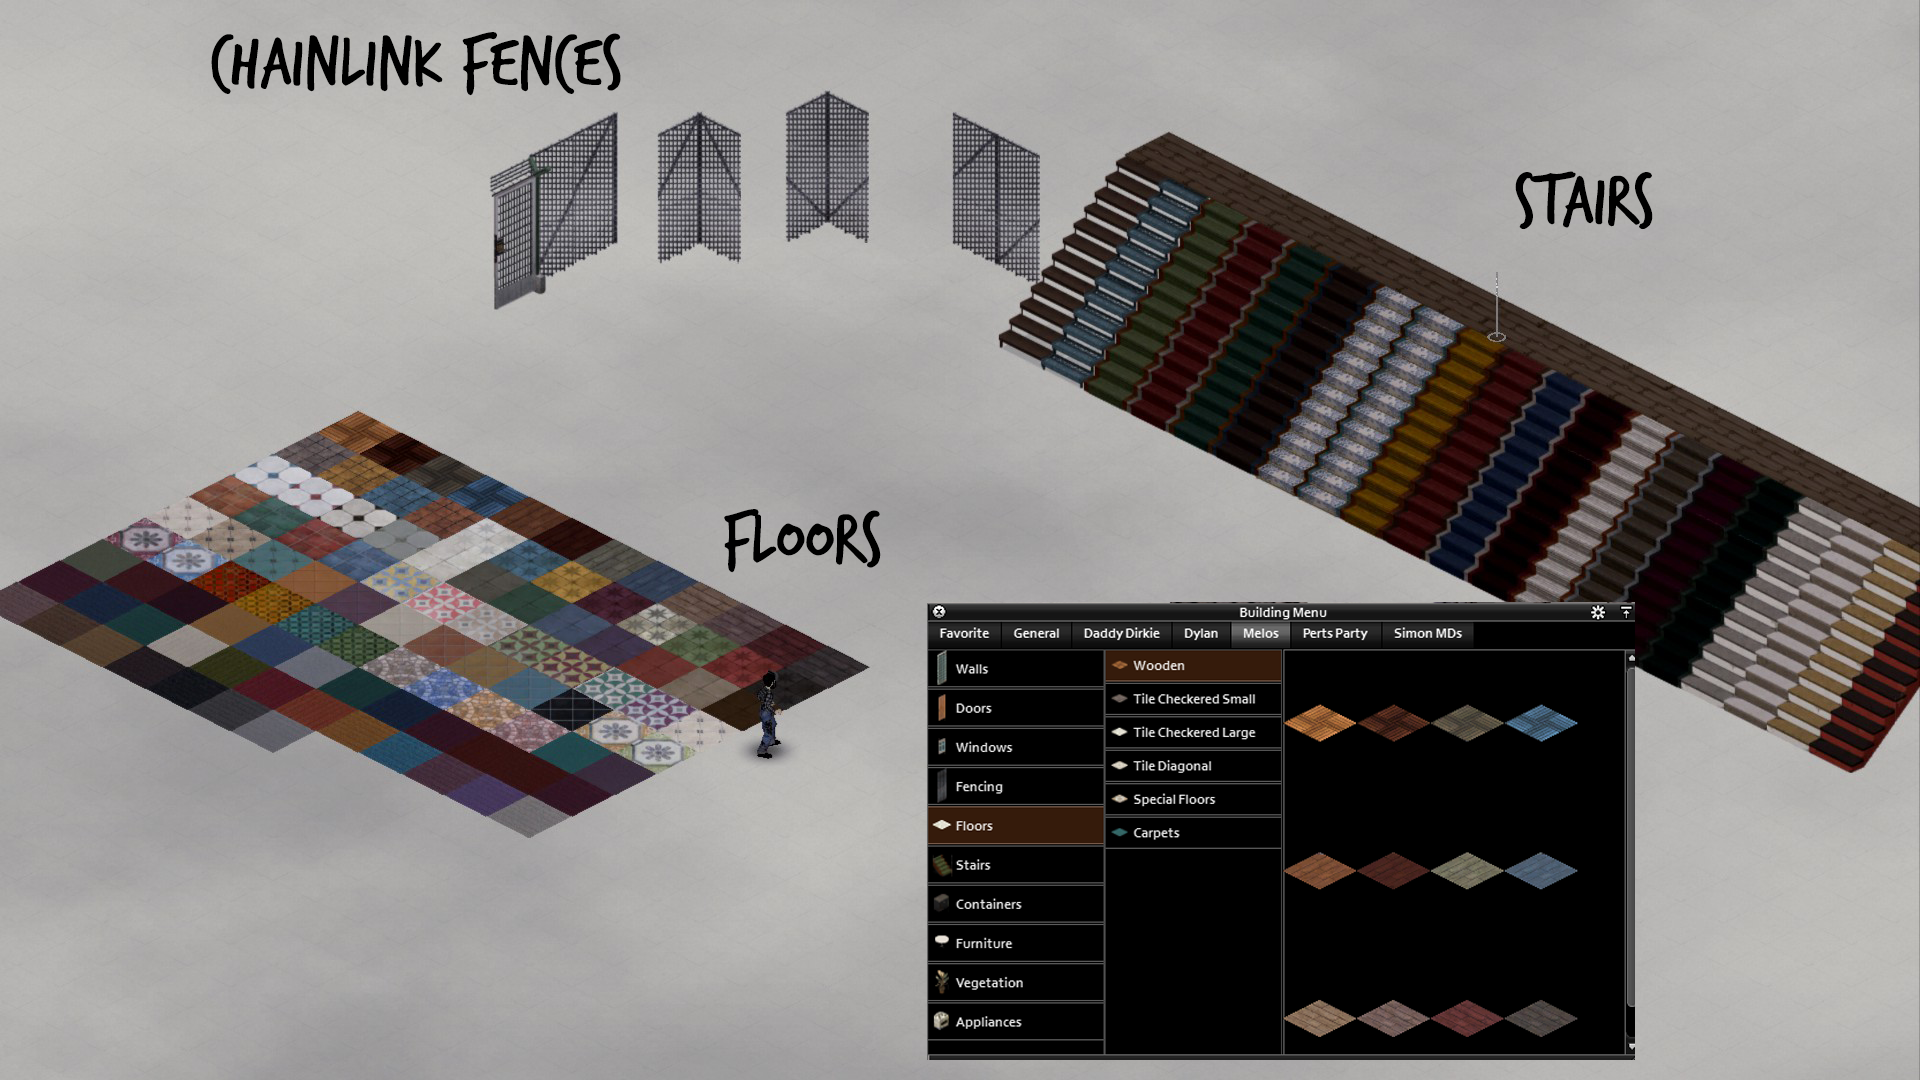 CHAINLINK FENCES
STAIRS
FLOORS
Building Menu
Favorite General Daddy Dirkie Dylan Melos Perts Party Simon MDs
Walls
Doors
Windows
Fencing
Floors
Stairs
Containers
Furniture
Vegetation
Appliances
Wooden
Tile Checkered Small
Tile Checkered Large
Tile Diagonal
Special Floors
Carpets